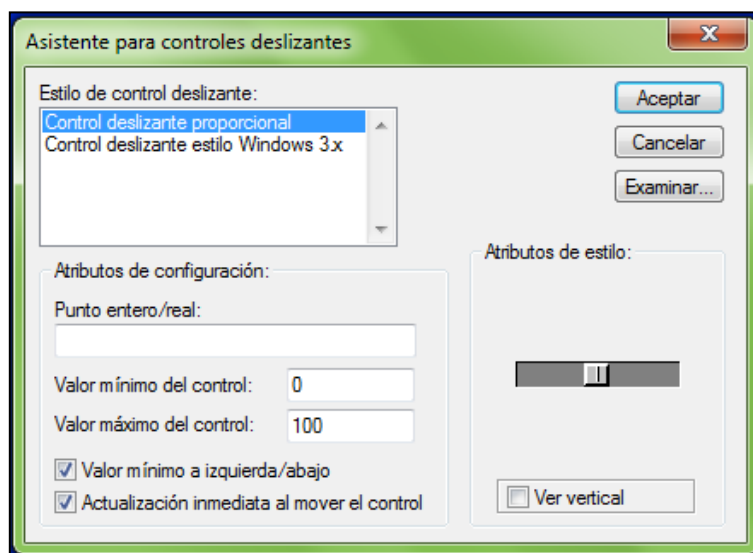 Asistente para controles deslizantes
Estilo de control deslizante:
Control deslizante proporcional
Control deslizante estilo Windows 3.x
Aceptar
Cancelar
Examinar...
Atributos de configuración:
Punto entero/real:
Valor mínimo del control: 0
Valor máximo del control: 100
Valor mínimo a izquierda/abajo
Actualización inmediata al mover el control
Atributos de estilo:
Ver vertical